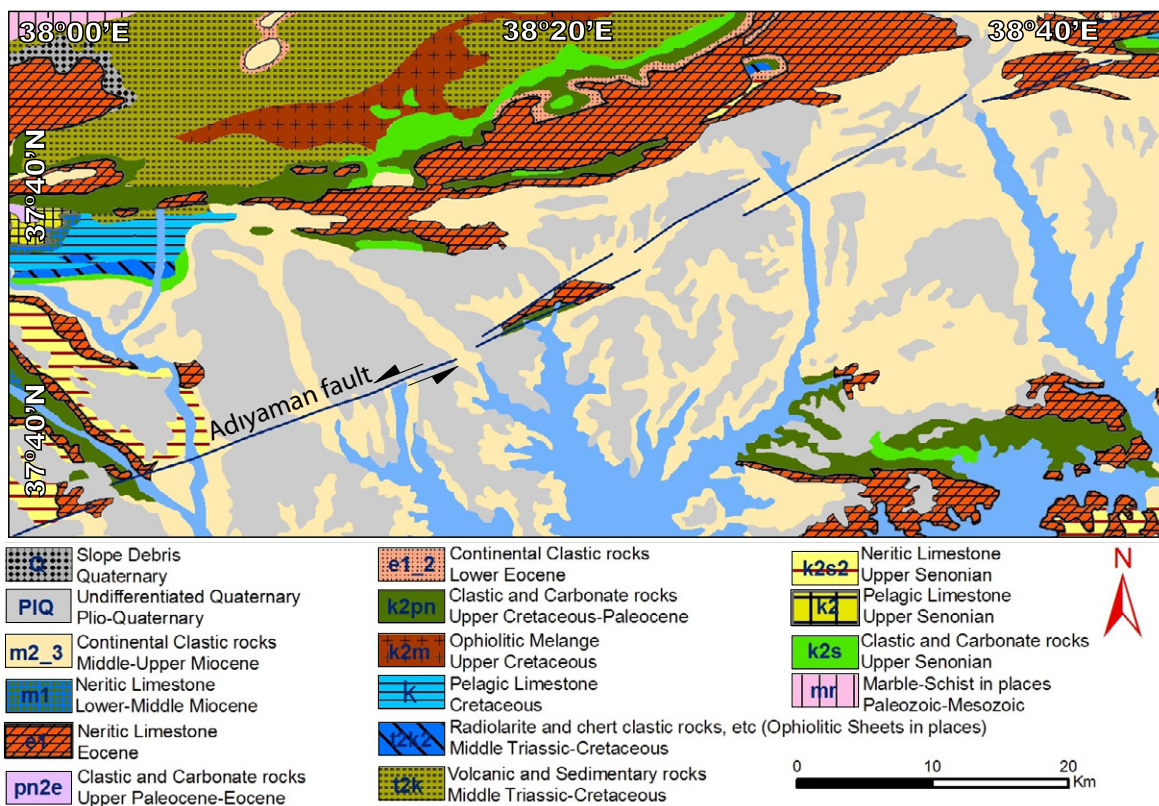 38°00'E
38°20'E
38°40'E
37°40'N
37°40'N
Adıyaman fault
Q
Slope Debris
Quaternary
PlQ
Undifferentiated Quaternary
Plio-Quaternary
m2_3
Continental Clastic rocks
Middle-Upper Miocene
m1
Neritic Limestone
Lower-Middle Miocene
e1
Neritic Limestone
Eocene
pn2e
Clastic and Carbonate rocks
Upper Paleocene-Eocene
e1_2
Continental Clastic rocks
Lower Eocene
k2pn
Clastic and Carbonate rocks
Upper Cretaceous-Paleocene
k2m
Ophiolitic Melange
Upper Cretaceous
K
Pelagic Limestone
Cretaceous
t2k2
Radiolarite and chert clastic rocks, etc (Ophiolitic Sheets in places)
Middle Triassic-Cretaceous
t2k
Volcanic and Sedimentary rocks
Middle Triassic-Cretaceous
k2s2
Neritic Limestone
Upper Senonian
k2
Pelagic Limestone
Upper Senonian
k2s
Clastic and Carbonate rocks
Upper Senonian
mr
Marble-Schist in places
Paleozoic-Mesozoic
N
0 10 20
Km